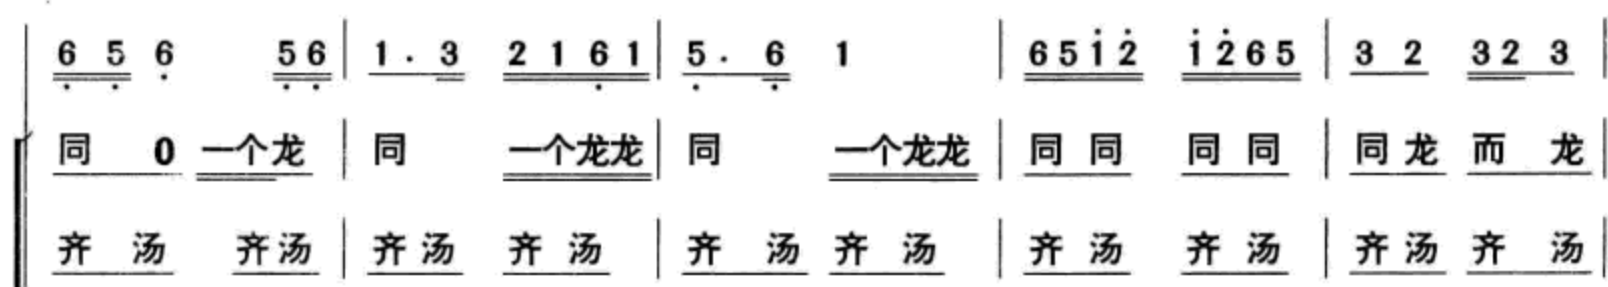 6 5 6 56 | 1 · 3 2 1 6 1 | 5 · 6 1 | 6 5 1 2 1 2 6 5 | 3 2 3 2 3 |
同 0 一个龙 | 同 一个龙龙 | 同 一个龙龙 | 同 同 同 同 | 同 龙 而 龙 |
齐 汤 齐汤 | 齐 汤 齐 汤 | 齐 汤 齐 汤 | 齐 汤 齐 汤 | 齐 汤 齐 汤 |